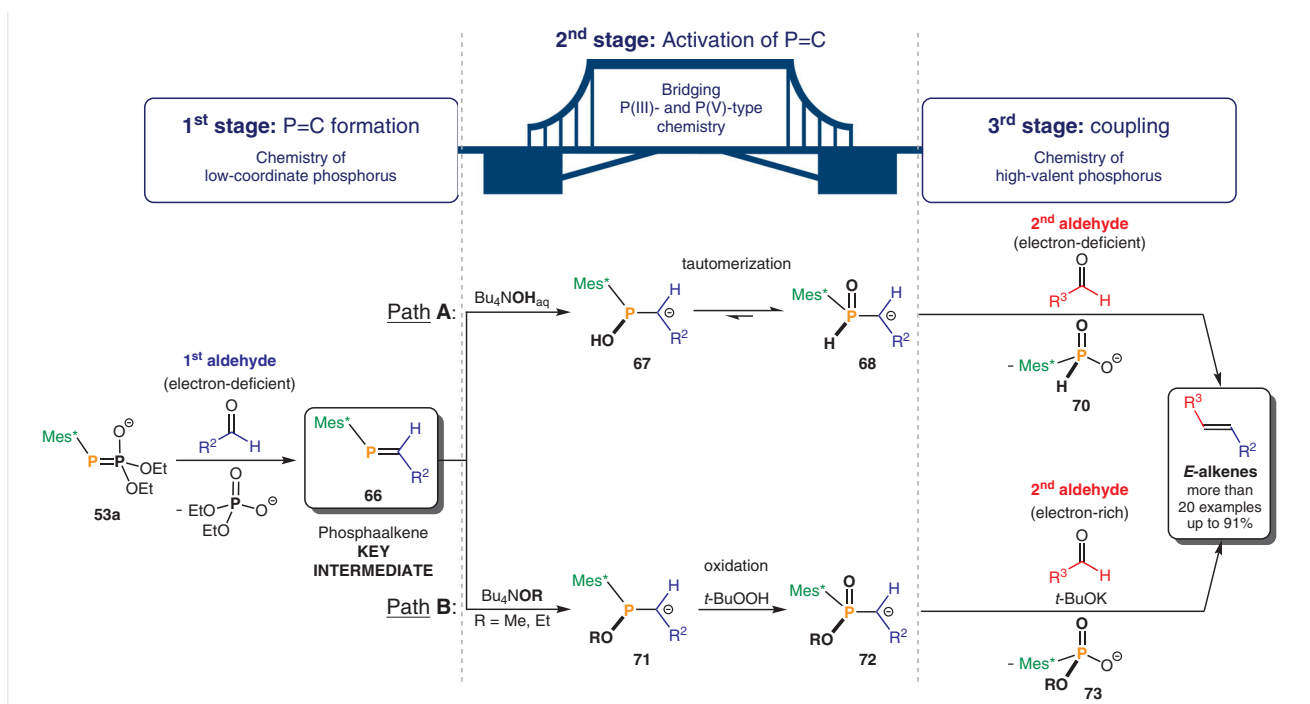 2nd stage: Activation of P=C
Bridging
P(III)- and P(V)-type
chemistry
1st stage: P=C formation
Chemistry of
low-coordinate phosphorus
3rd stage: coupling
Chemistry of
high-valent phosphorus
Path A:
Bu4NOHaq
Mes*
P
HO
H
⊖
R2
67
tautomerization
Mes*
O
P
H
H
⊖
R2
68
2nd aldehyde
(electron-deficient)
O
R3
H
- Mes*
O
P
O⊖
H
70
Mes*
P=P
O⊖
OEt
OEt
53a
1st aldehyde
(electron-deficient)
O
R2
H
- EtO
EtO
O
P
O⊖
Mes*
P
H
R2
66
Phosphaalkene
KEY
INTERMEDIATE
R3
R2
E-alkenes
more than
20 examples
up to 91%
Path B:
Bu4NOR
R = Me, Et
Mes*
P
RO
H
⊖
R2
71
oxidation
t-BuOOH
Mes*
O
P
RO
H
⊖
R2
72
2nd aldehyde
(electron-rich)
O
R3
H
t-BuOK
- Mes*
O
P
O⊖
RO
73